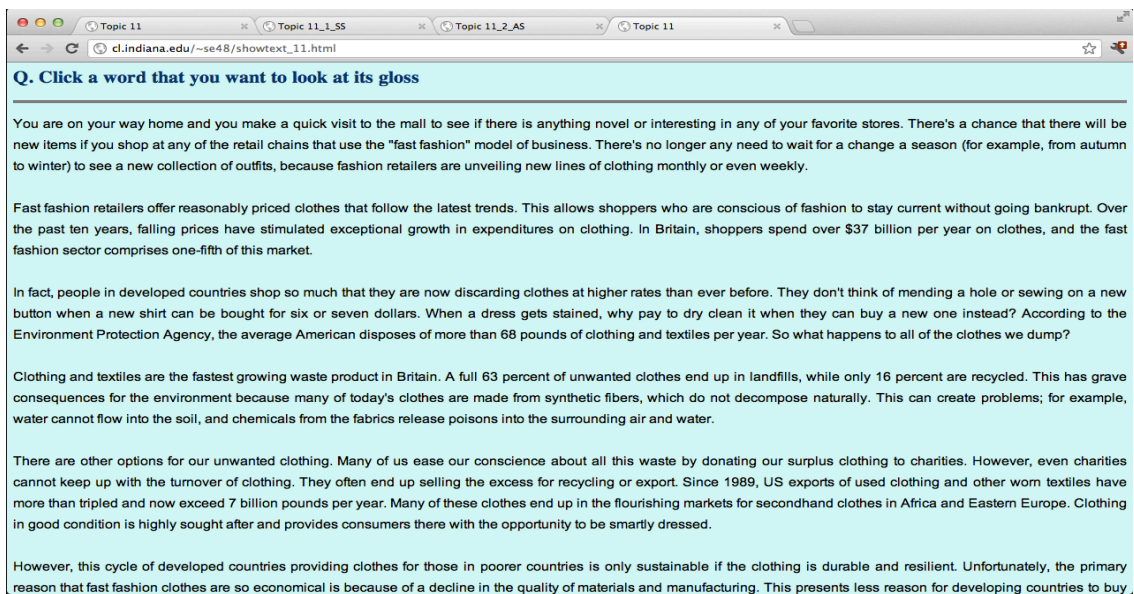 Topic 11
Topic 11_1_SS
Topic 11_2_AS
Topic 11
cl.indiana.edu/~se48/showtext_11.html
Q. Click a word that you want to look at its gloss
You are on your way home and you make a quick visit to the mall to see if there is anything novel or interesting in any of your favorite stores. There's a chance that there will be
new items if you shop at any of the retail chains that use the "fast fashion" model of business. There's no longer any need to wait for a change a season (for example, from autumn
to winter) to see a new collection of outfits, because fashion retailers are unveiling new lines of clothing monthly or even weekly.
Fast fashion retailers offer reasonably priced clothes that follow the latest trends. This allows shoppers who are conscious of fashion to stay current without going bankrupt. Over
the past ten years, falling prices have stimulated exceptional growth in expenditures on clothing. In Britain, shoppers spend over $37 billion per year on clothes, and the fast
fashion sector comprises one-fifth of this market.
In fact, people in developed countries shop so much that they are now discarding clothes at higher rates than ever before. They don't think of mending a hole or sewing on a new
button when a new shirt can be bought for six or seven dollars. When a dress gets stained, why pay to dry clean it when they can buy a new one instead? According to the
Environment Protection Agency, the average American disposes of more than 68 pounds of clothing and textiles per year. So what happens to all of the clothes we dump?
Clothing and textiles are the fastest growing waste product in Britain. A full 63 percent of unwanted clothes end up in landfills, while only 16 percent are recycled. This has grave
consequences for the environment because many of today's clothes are made from synthetic fibers, which do not decompose naturally. This can create problems; for example,
water cannot flow into the soil, and chemicals from the fabrics release poisons into the surrounding air and water.
There are other options for our unwanted clothing. Many of us ease our conscience about all this waste by donating our surplus clothing to charities. However, even charities
cannot keep up with the turnover of clothing. They often end up selling the excess for recycling or export. Since 1989, US exports of used clothing and other worn textiles have
more than tripled and now exceed 7 billion pounds per year. Many of these clothes end up in the flourishing markets for secondhand clothes in Africa and Eastern Europe. Clothing
in good condition is highly sought after and provides consumers there with the opportunity to be smartly dressed.
However, this cycle of developed countries providing clothes for those in poorer countries is only sustainable if the clothing is durable and resilient. Unfortunately, the primary
reason that fast fashion clothes are so economical is because of a decline in the quality of materials and manufacturing. This presents less reason for developing countries to buy